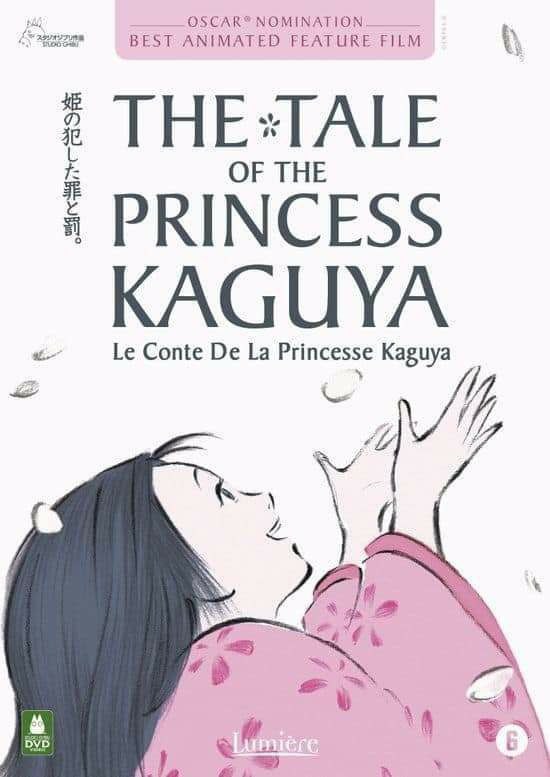 スタジオジブリ作品
STUDIO GHIBLI
OSCAR® NOMINATION
BEST ANIMATED FEATURE FILM
姫の犯した罪と罰。
THE TALE
OF THE
PRINCESS
KAGUYA
Le Conte De La Princesse Kaguya
DVD
Lumière
6